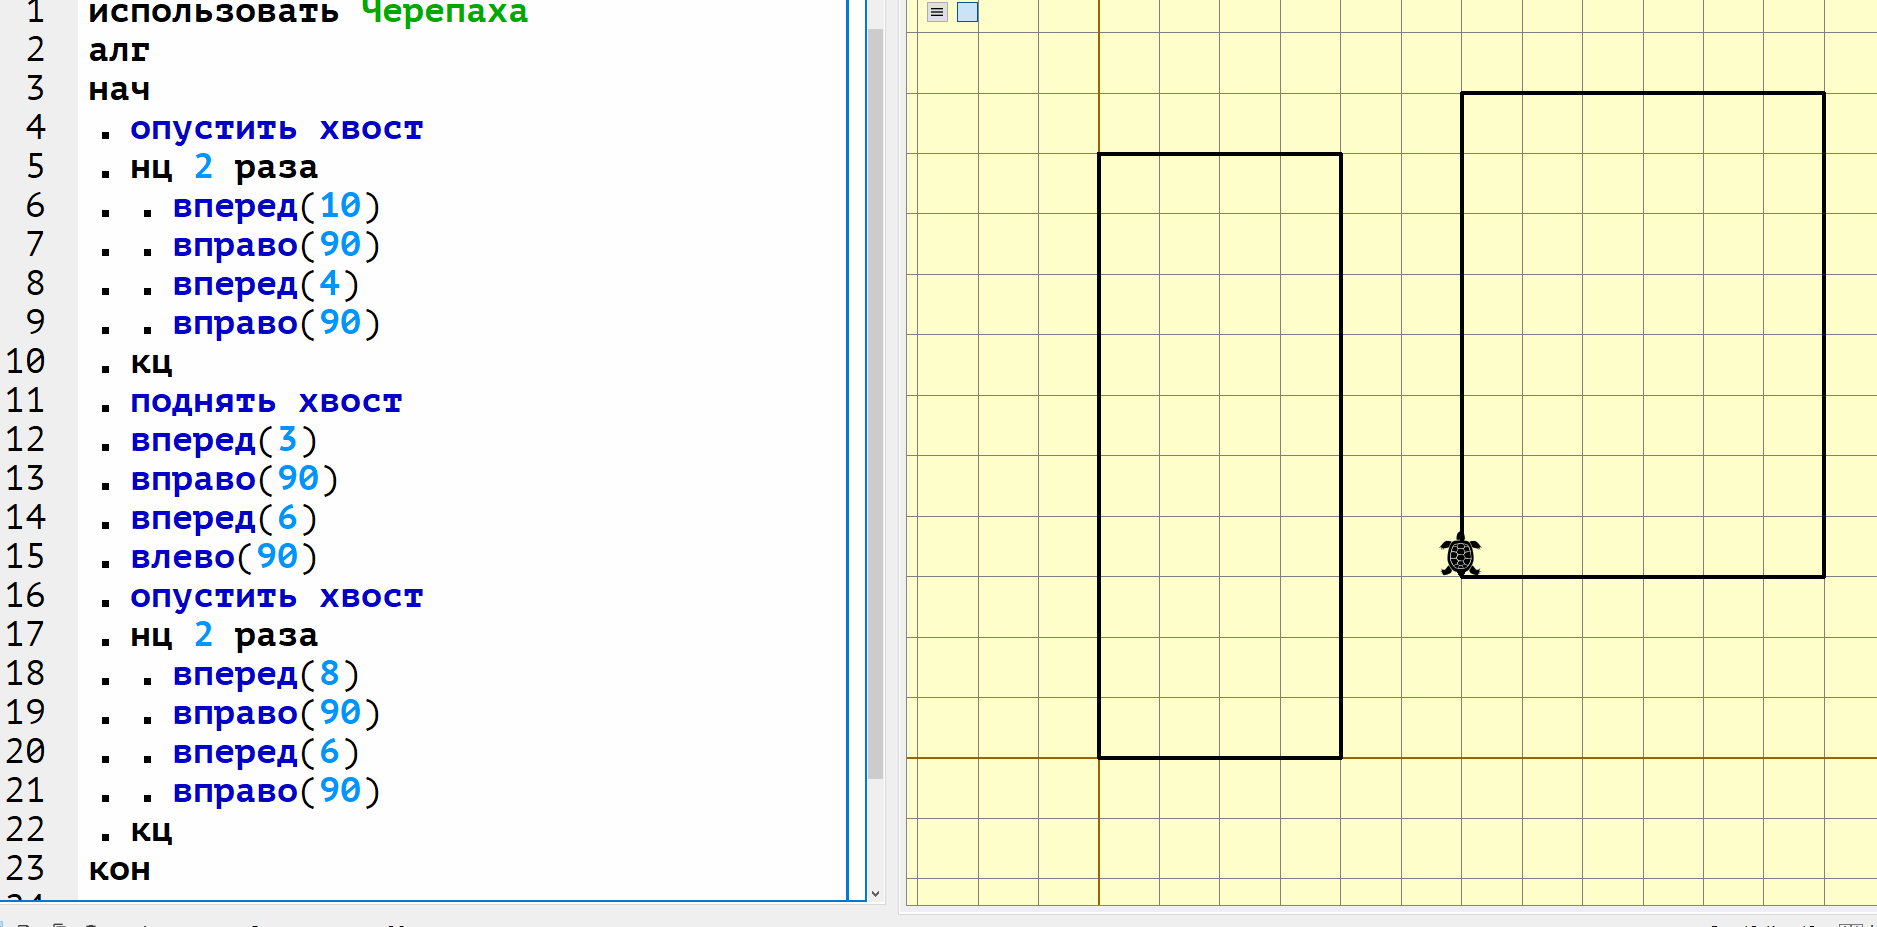 1 использовать Черепаха
2 алг
3 нач
4 . опустить хвост
5 . нц 2 раза
6 . . вперед(10)
7 . . вправо(90)
8 . . вперед(4)
9 . . вправо(90)
10 . кц
11 . поднять хвост
12 . вперед(3)
13 . вправо(90)
14 . вперед(6)
15 . влево(90)
16 . опустить хвост
17 . нц 2 раза
18 . . вперед(8)
19 . . вправо(90)
20 . . вперед(6)
21 . . вправо(90)
22 . кц
23 кон